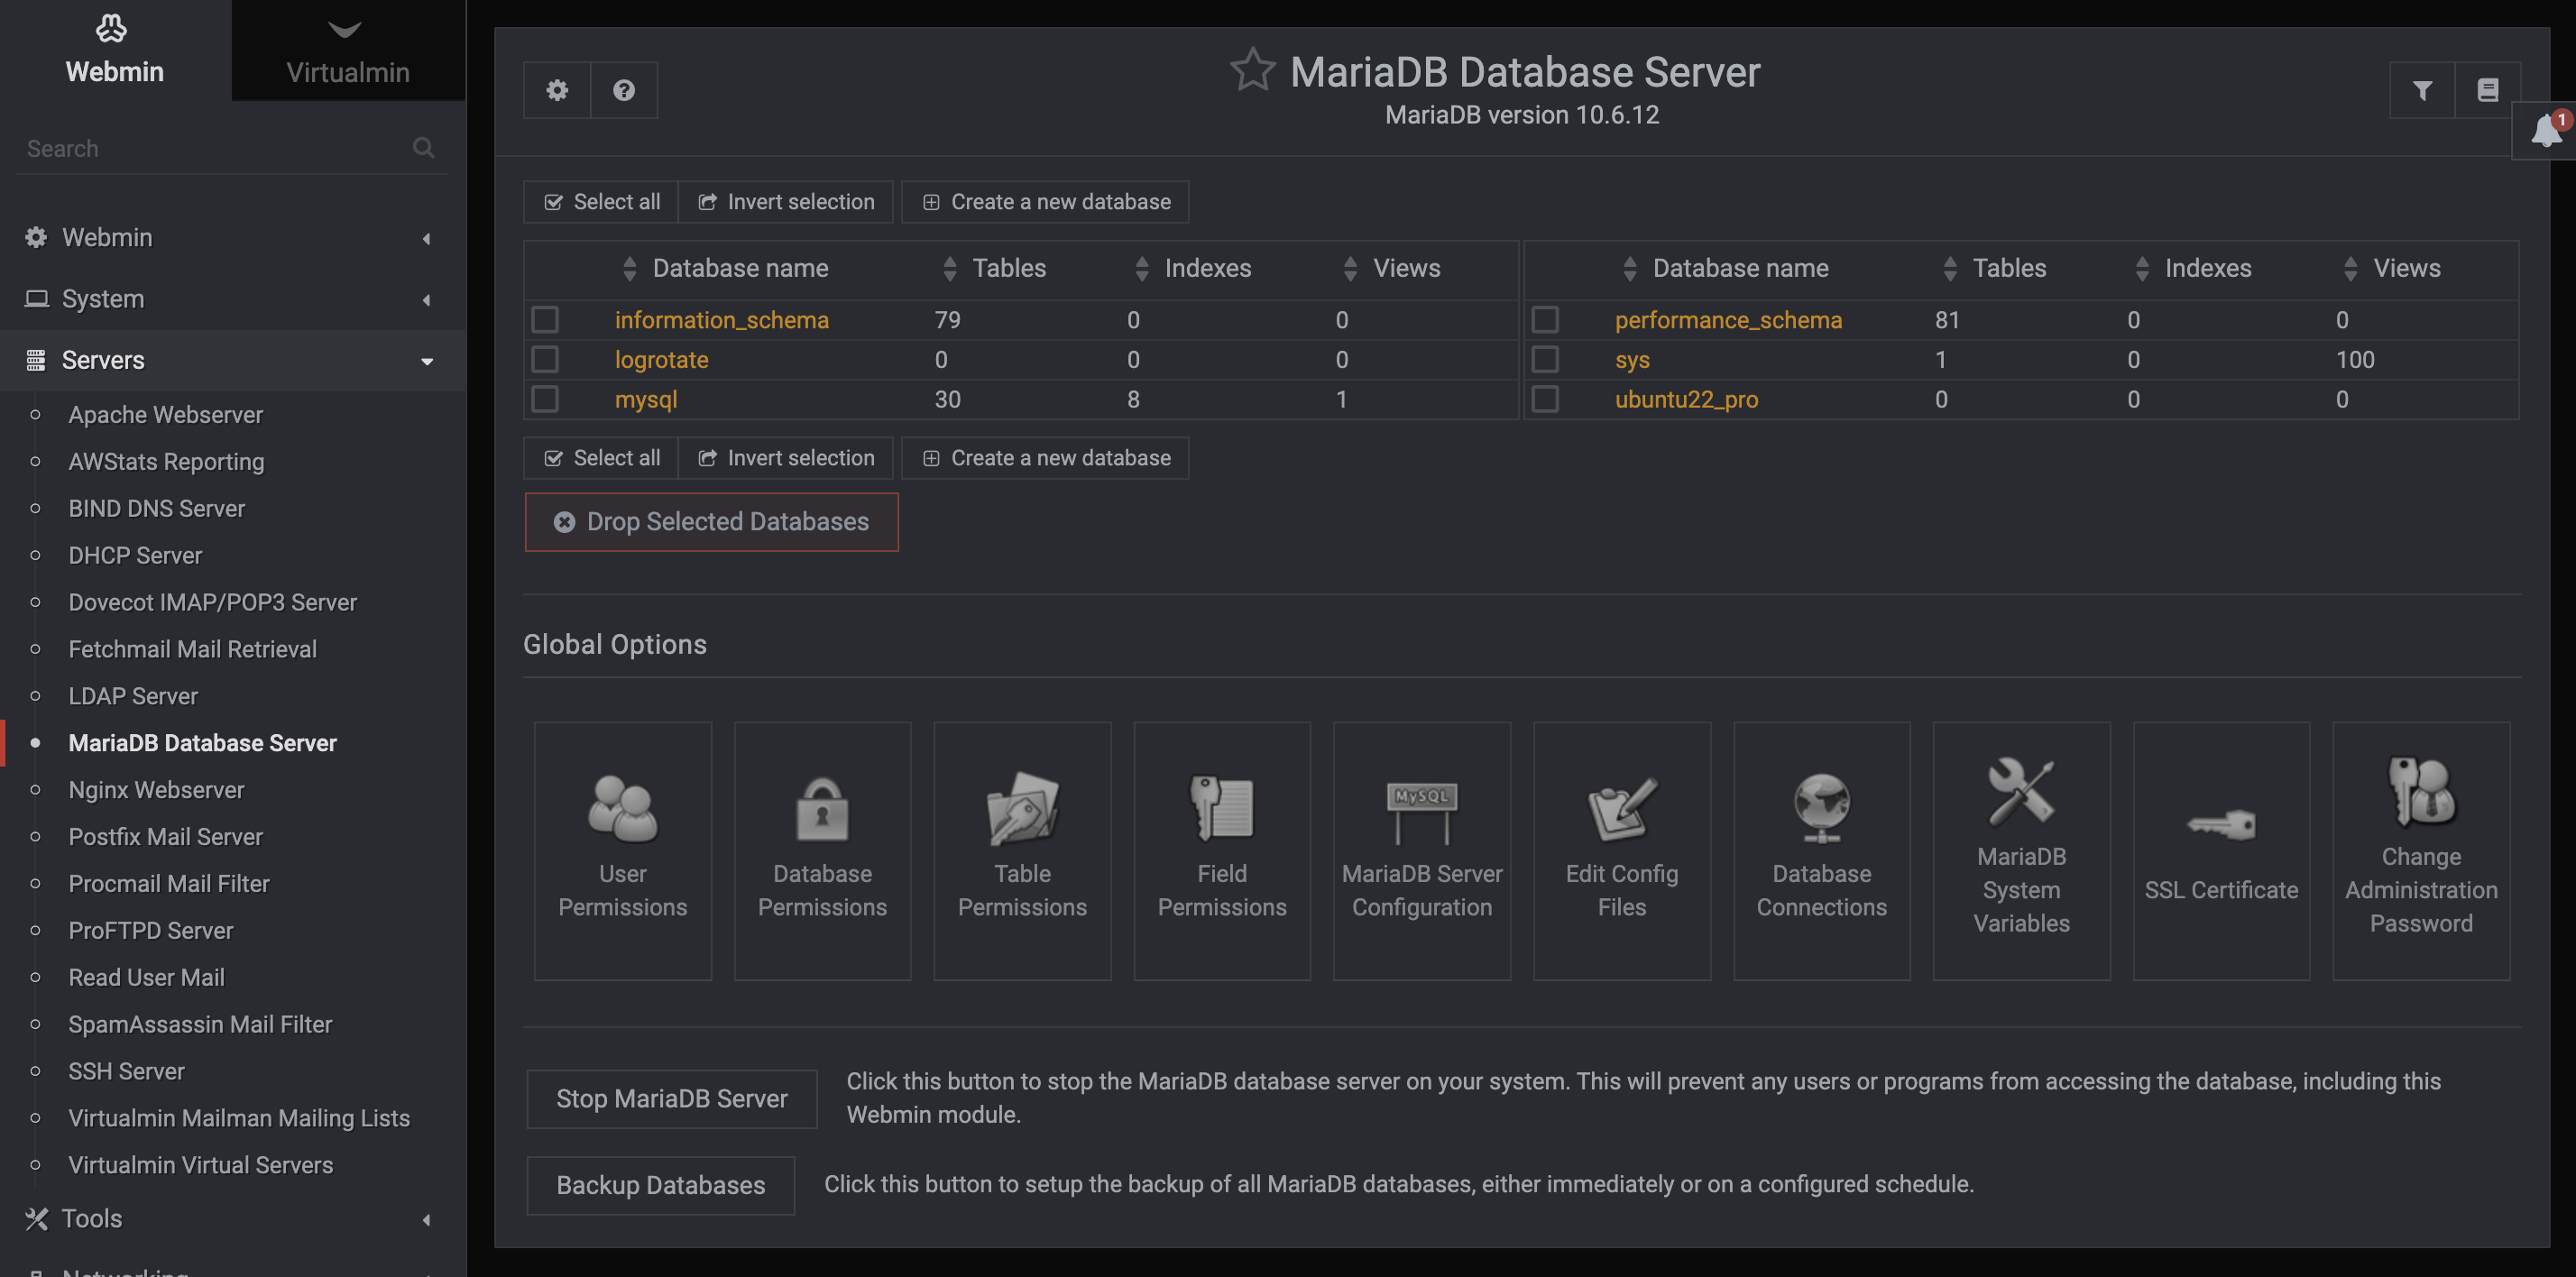 Webmin
Virtualmin
Search
Webmin
System
Servers
Apache Webserver
AWStats Reporting
BIND DNS Server
DHCP Server
Dovecot IMAP/POP3 Server
Fetchmail Mail Retrieval
LDAP Server
MariaDB Database Server
Nginx Webserver
Postfix Mail Server
Procmail Mail Filter
ProFTPD Server
Read User Mail
SpamAssassin Mail Filter
SSH Server
Virtualmin Mailman Mailing Lists
Virtualmin Virtual Servers
Tools
Networking
MariaDB Database Server
MariaDB version 10.6.12
1
Select all Invert selection Create a new database
Database name Tables Indexes Views Database name Tables Indexes Views
information_schema 79 0 0 performance_schema 81 0 0
logrotate 0 0 0 sys 1 0 100
mysql 30 8 1 ubuntu22_pro 0 0 0
Select all Invert selection Create a new database
Drop Selected Databases
Global Options
User
Permissions
Database
Permissions
Table
Permissions
Field
Permissions
MySQL
MariaDB Server
Configuration
Edit Config
Files
Database
Connections
MariaDB
System
Variables
SSL Certificate
Change
Administration
Password
Stop MariaDB Server
Click this button to stop the MariaDB database server on your system. This will prevent any users or programs from accessing the database, including this
Webmin module.
Backup Databases
Click this button to setup the backup of all MariaDB databases, either immediately or on a configured schedule.